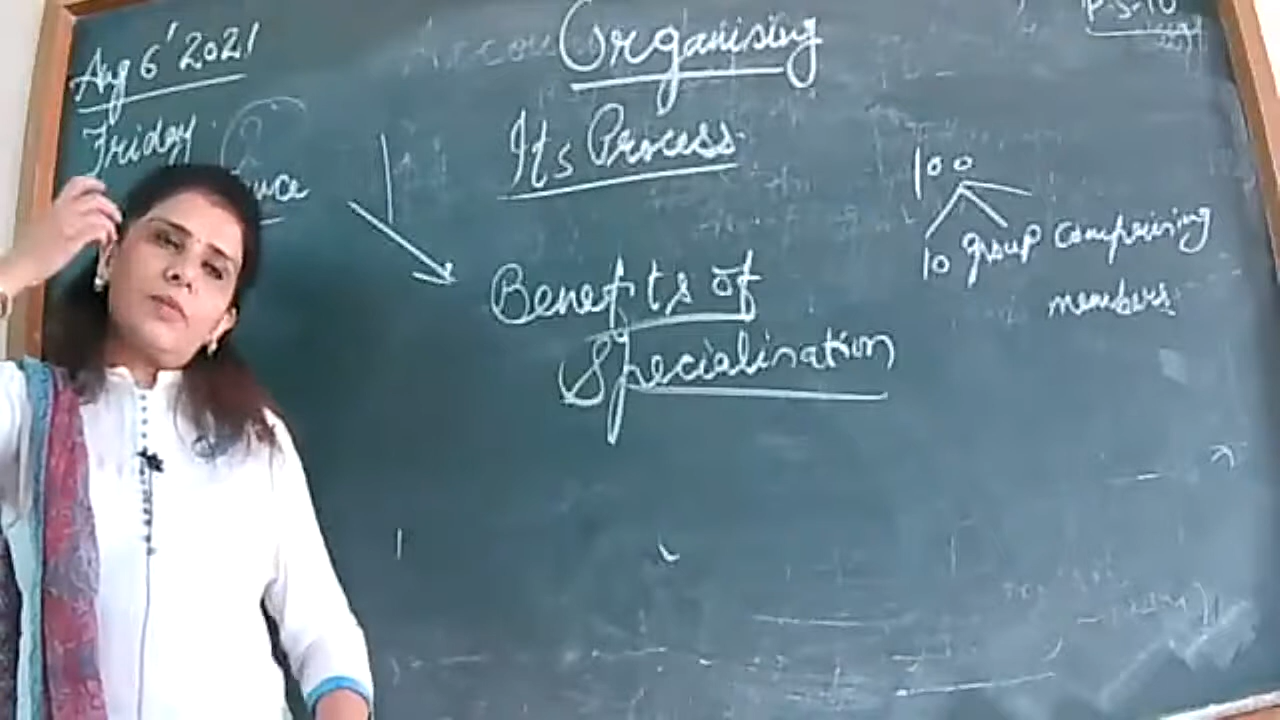 Aug 6' 2021
Friday
Organising
Its Process
Benefits of
Specialisation
100
10 group comprising
members